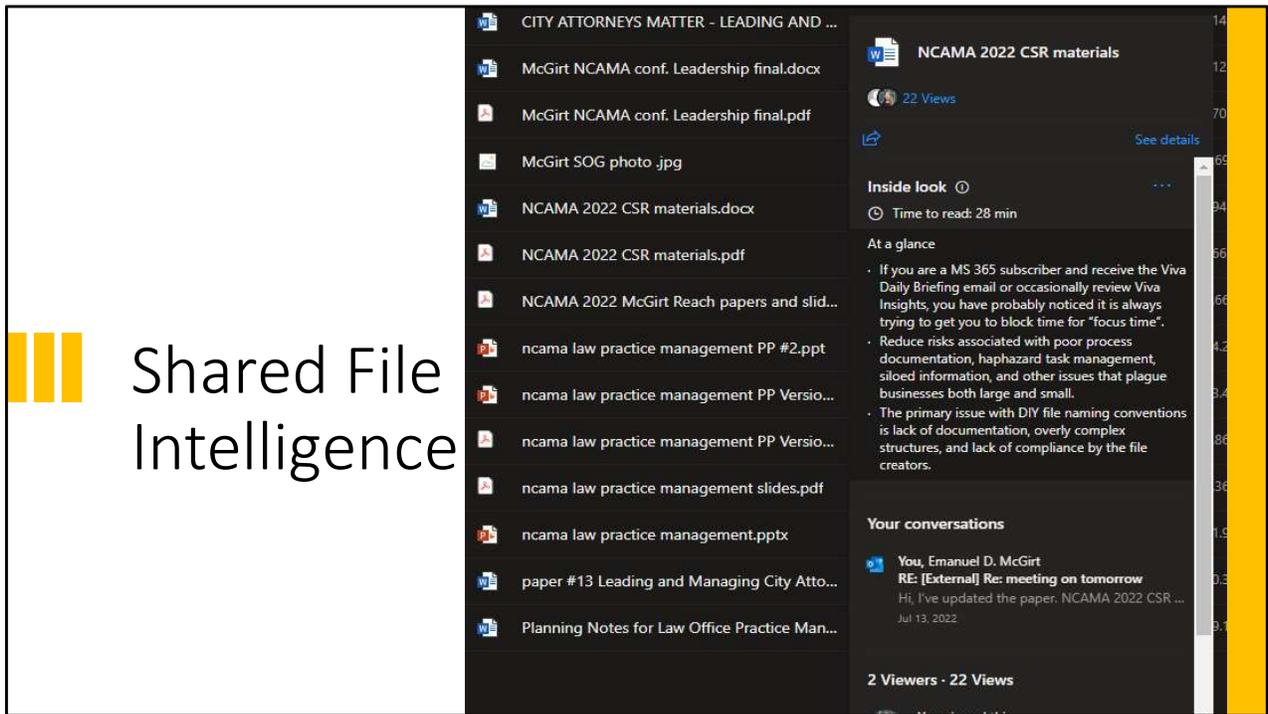 Shared File
Intelligence
CITY ATTORNEYS MATTER - LEADING AND ...
McGirt NCAMA conf. Leadership final.docx
McGirt NCAMA conf. Leadership final.pdf
McGirt SOG photo .jpg
NCAMA 2022 CSR materials.docx
NCAMA 2022 CSR materials.pdf
NCAMA 2022 McGirt Reach papers and slid...
ncama law practice management PP #2.ppt
ncama law practice management PP Versio...
ncama law practice management PP Versio...
ncama law practice management slides.pdf
ncama law practice management.pptx
paper #13 Leading and Managing City Atto...
Planning Notes for Law Office Practice Man...
NCAMA 2022 CSR materials
22 Views
See details
Inside look
Time to read: 28 min
At a glance
· If you are a MS 365 subscriber and receive the Viva
Daily Briefing email or occasionally review Viva
Insights, you have probably noticed it is always
trying to get you to block time for “focus time”.
· Reduce risks associated with poor process
documentation, haphazard task management,
siloed information, and other issues that plague
businesses both large and small.
· The primary issue with DIY file naming conventions
is lack of documentation, overly complex
structures, and lack of compliance by the file
creators.
Your conversations
You, Emanuel D. McGirt
RE: [External] Re: meeting on tomorrow
Hi, I've updated the paper. NCAMA 2022 CSR ...
Jul 13, 2022
2 Viewers · 22 Views